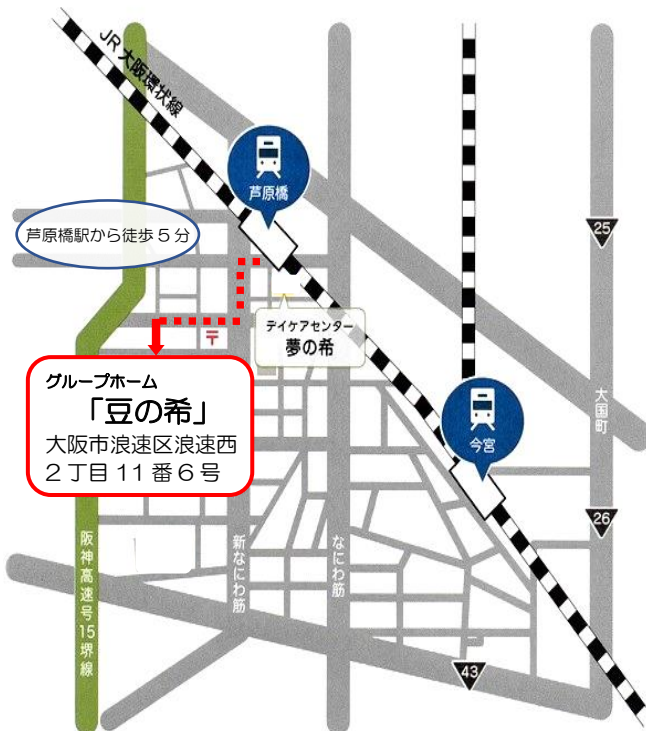 JR 大阪環状線
芦原橋
芦原橋駅から徒歩5分
25
デイケアセンター
夢の希
〒
グループホーム
「豆の希」
大阪市浪速区浪速西
2丁目11番6号
今宮
大国町
26
阪神高速号15堺線
新なにわ筋
なにわ筋
43